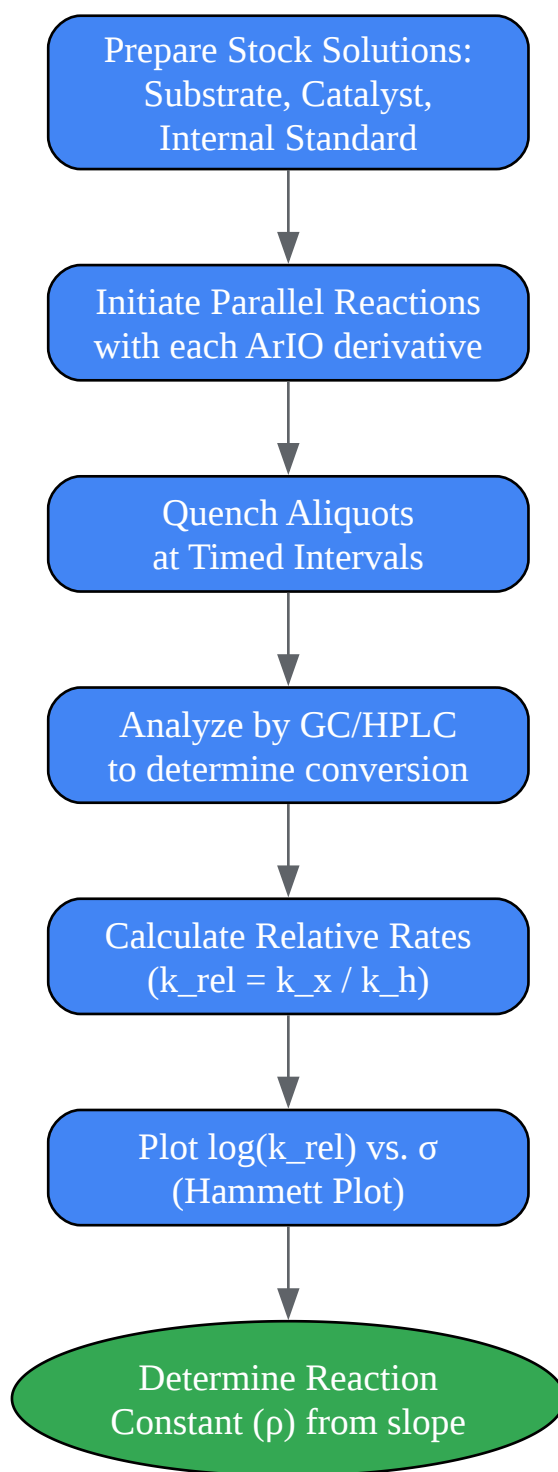 Prepare Stock Solutions:
Substrate, Catalyst,
Internal Standard
Initiate Parallel Reactions
with each ArIO derivative
Quench Aliquots
at Timed Intervals
Analyze by GC/HPLC
to determine conversion
Calculate Relative Rates
(k_rel = k_x / k_h)
Plot log(k_rel) vs. σ
(Hammett Plot)
Determine Reaction
Constant (ρ) from slope